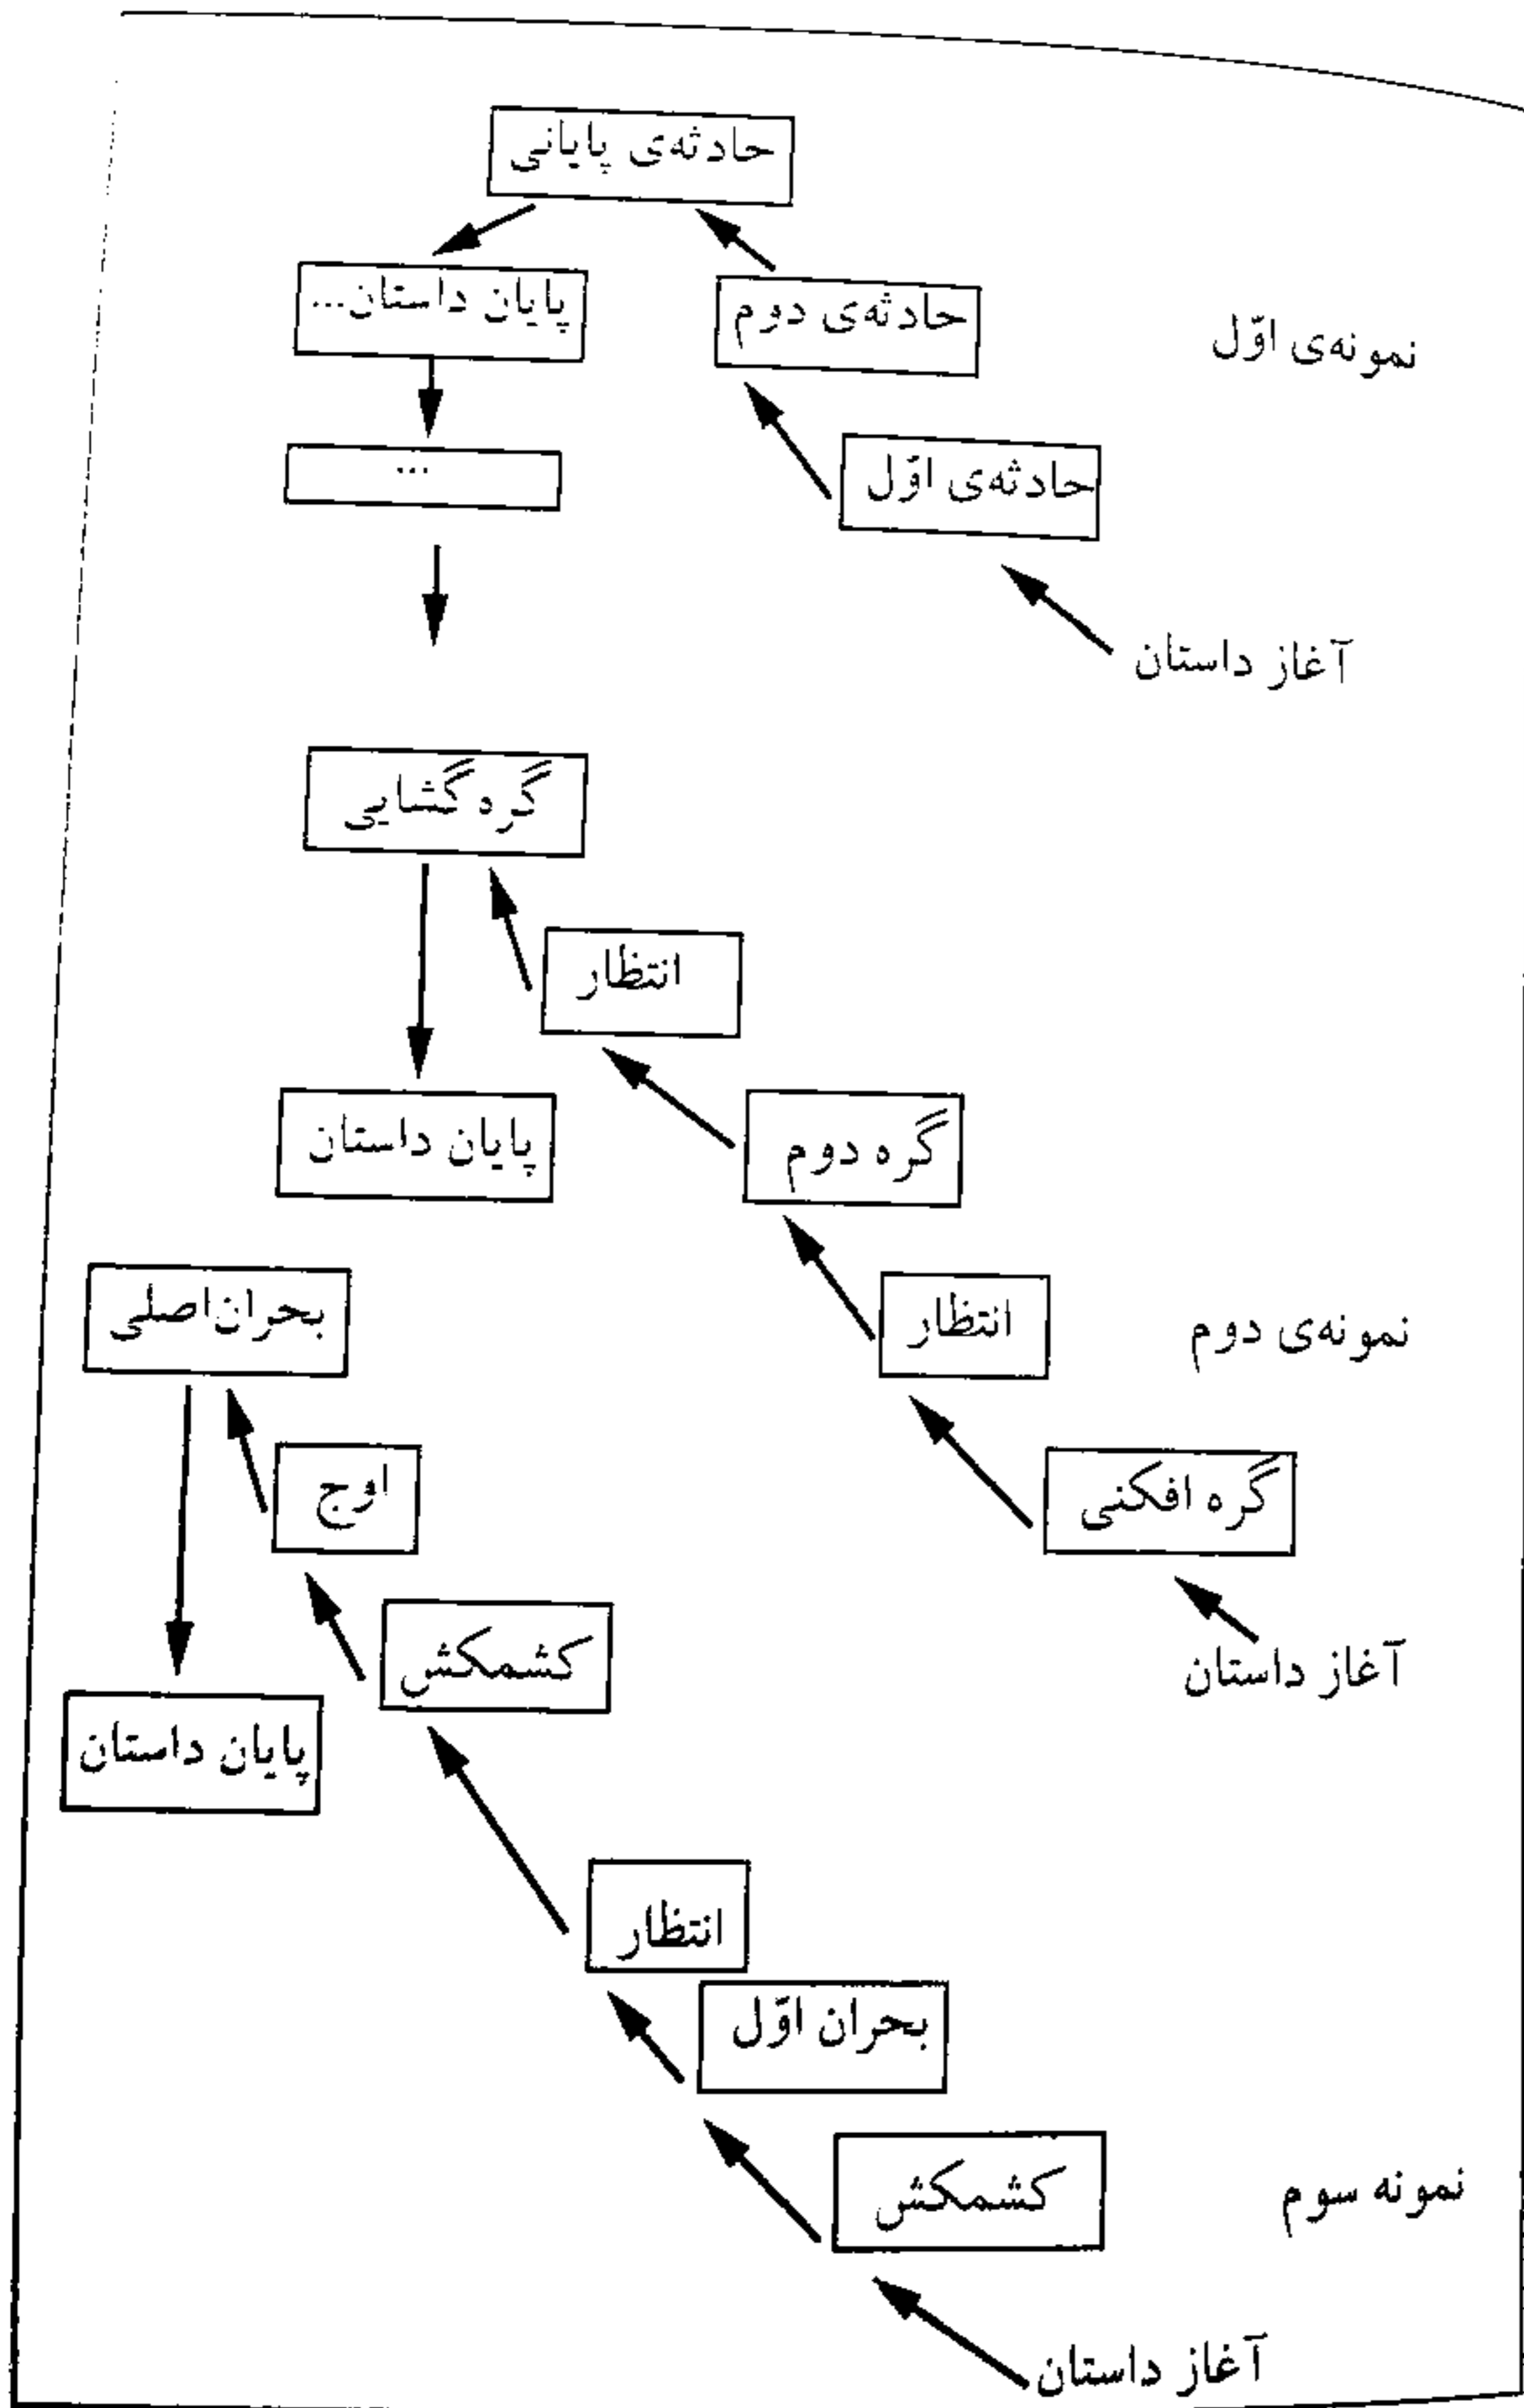 حادثه‌ی پایانی
حادثه‌ی دوم
پایان داستان...
نمونه‌ی اوّل
...
حادثه‌ی اوّل
آغاز داستان
گره گشایی
انتظار
گره دوم
پایان داستان
نمونه‌ی دوم
انتظار
گره افکنی
آغاز داستان
بحران اصلی
اوج
کشمکش
پایان داستان
انتظار
بحران اوّل
نمونه سوم
کشمکش
آغاز داستان